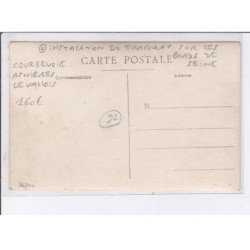 ① INSTALLATION DU TRAMWAY SUR LES
BORDS DE
SEINE
CARTE POSTALE
Correspondance
Adresse
COURBEVOIE
ASNIERES
LEVALLOIS
160€
M
92